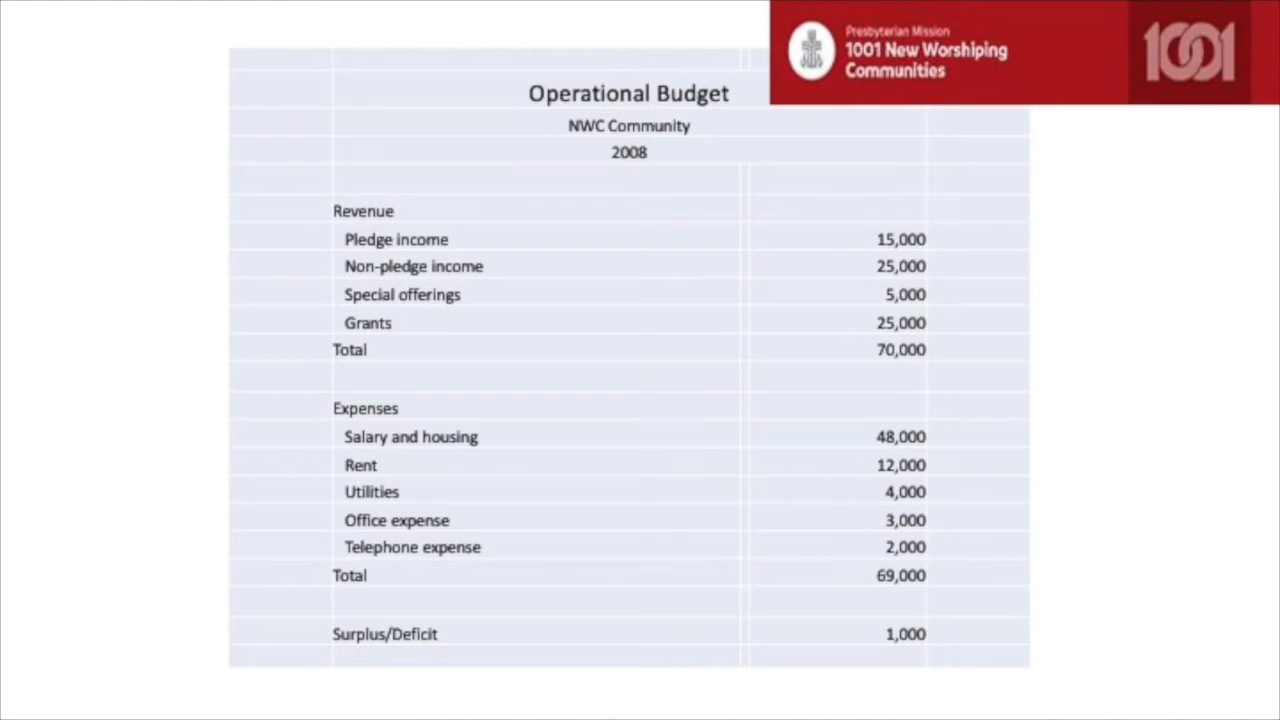 Presbyterian Mission
1001 New Worshiping
Communities
1001
Operational Budget
NWC Community
2008
Revenue
Pledge income 15,000
Non-pledge income 25,000
Special offerings 5,000
Grants 25,000
Total 70,000
Expenses
Salary and housing 48,000
Rent 12,000
Utilities 4,000
Office expense 3,000
Telephone expense 2,000
Total 69,000
Surplus/Deficit 1,000